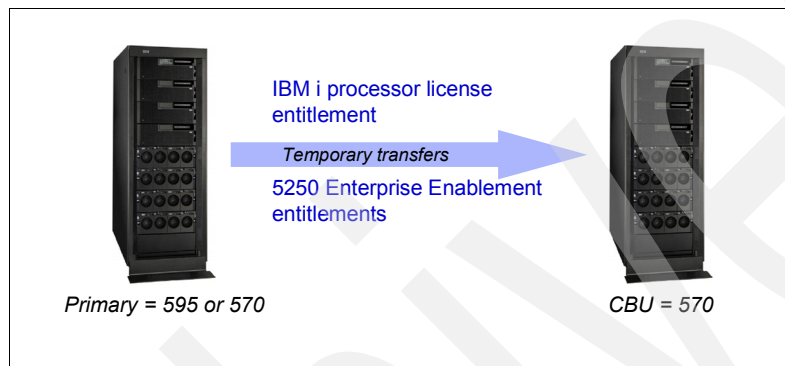 IBM i processor license
entitlement
Temporary transfers
5250 Enterprise Enablement
entitlements
Primary = 595 or 570
CBU = 570